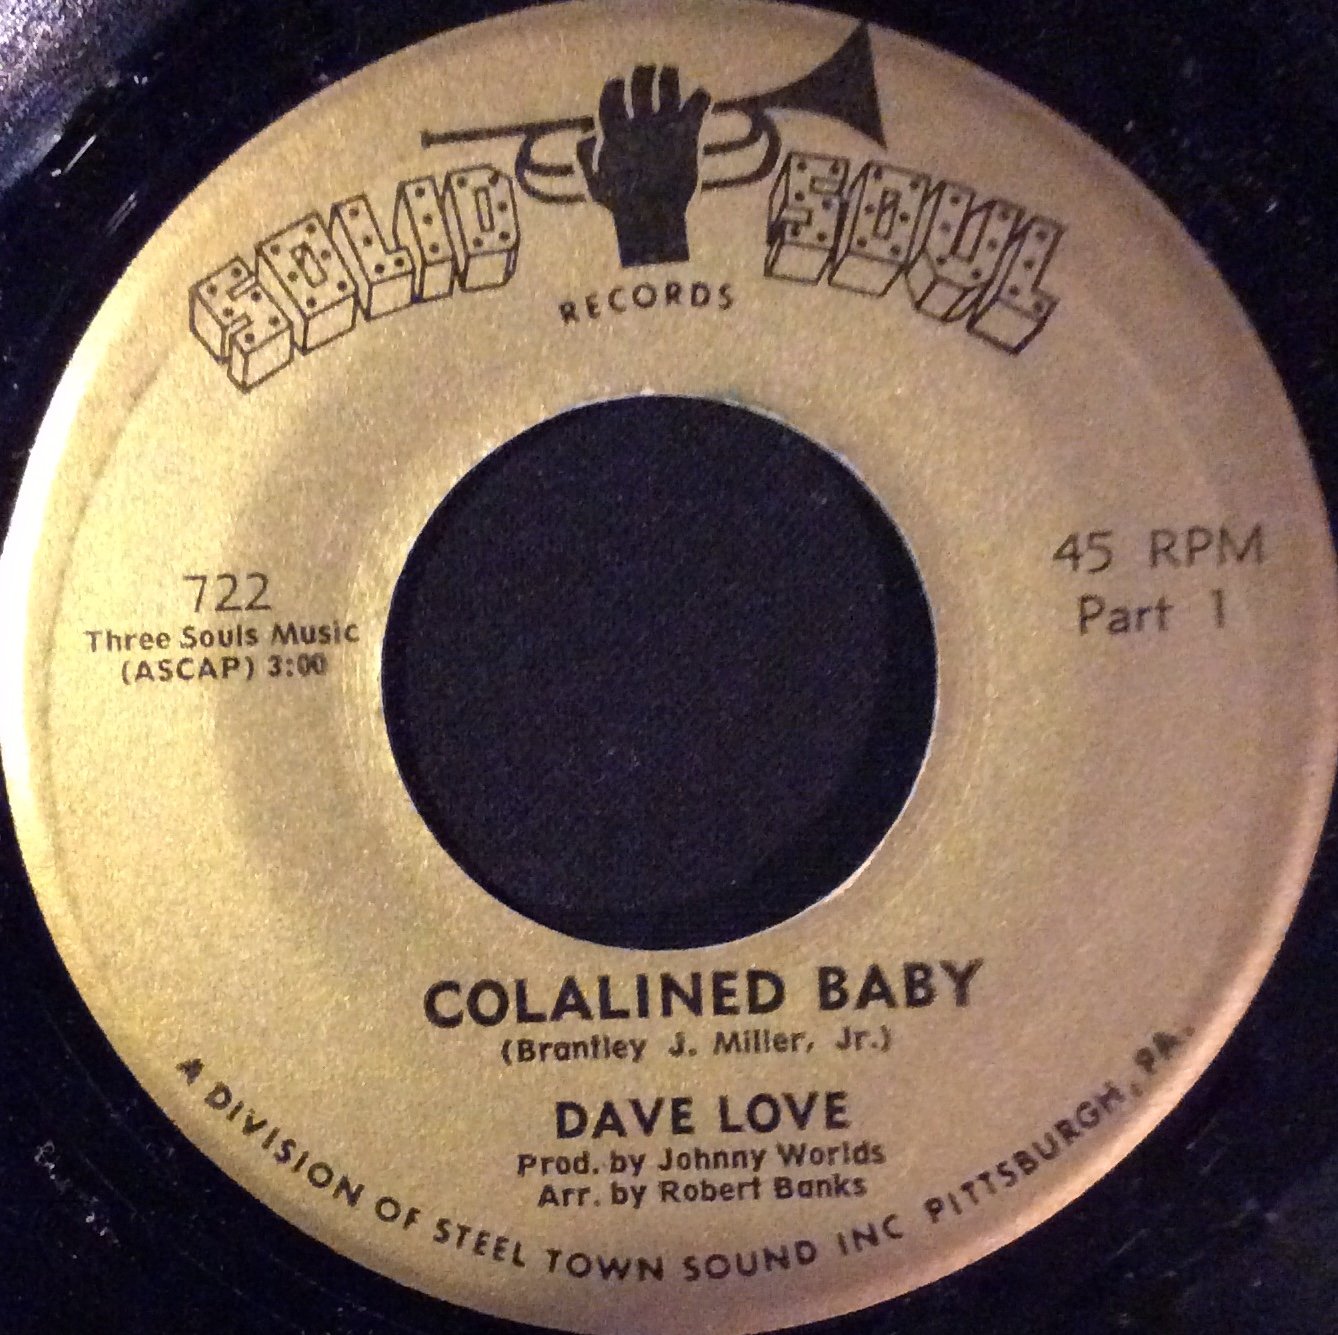 SOLID SOUL
RECORDS
722
Three Souls Music
(ASCAP) 3:00
45 RPM
Part 1
COLALINED BABY
(Brantley J. Miller, Jr.)
DAVE LOVE
Prod. by Johnny Worlds
Arr. by Robert Banks
A DIVISION OF STEEL TOWN SOUND INC PITTSBURGH, PA.